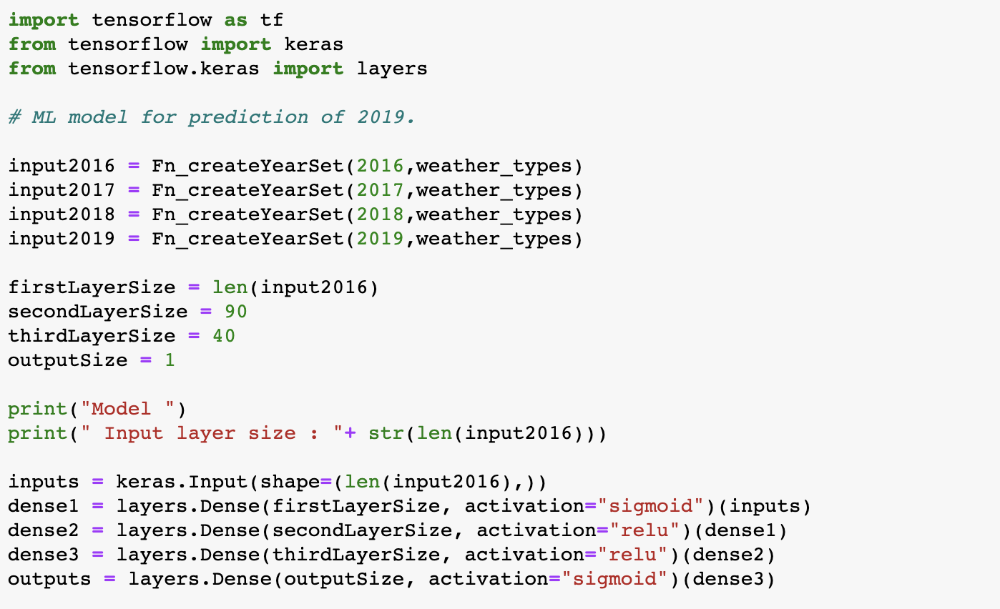 import tensorflow as tf
from tensorflow import keras
from tensorflow.keras import layers
# ML model for prediction of 2019.
input2016 = Fn_createYearSet(2016,weather_types)
input2017 = Fn_createYearSet(2017,weather_types)
input2018 = Fn_createYearSet(2018,weather_types)
input2019 = Fn_createYearSet(2019,weather_types)
firstLayerSize = len(input2016)
secondLayerSize = 90
thirdLayerSize = 40
outputSize = 1
print("Model ")
print(" Input layer size : "+ str(len(input2016)))
inputs = keras.Input(shape=(len(input2016),))
dense1 = layers.Dense(firstLayerSize, activation="sigmoid")(inputs)
dense2 = layers.Dense(secondLayerSize, activation="relu")(dense1)
dense3 = layers.Dense(thirdLayerSize, activation="relu")(dense2)
outputs = layers.Dense(outputSize, activation="sigmoid")(dense3)